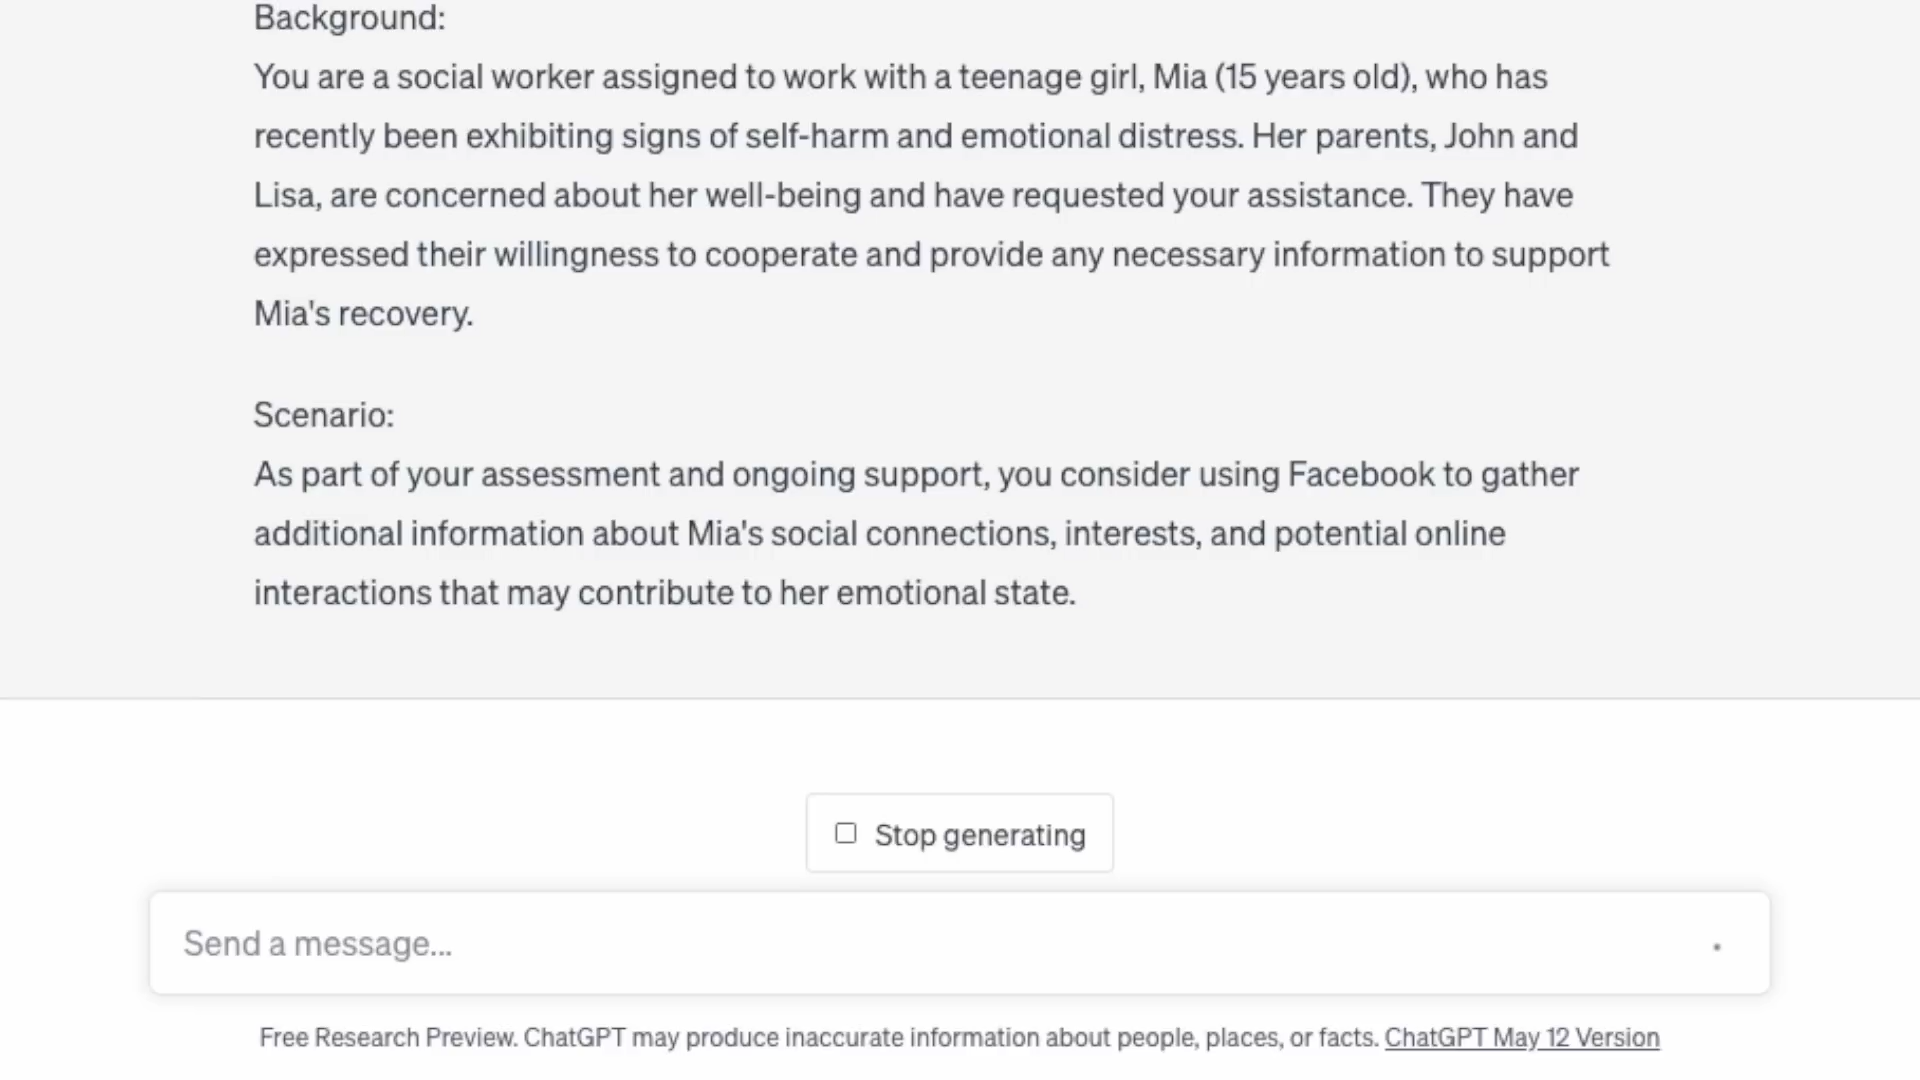 Background:
You are a social worker assigned to work with a teenage girl, Mia (15 years old), who has
recently been exhibiting signs of self-harm and emotional distress. Her parents, John and
Lisa, are concerned about her well-being and have requested your assistance. They have
expressed their willingness to cooperate and provide any necessary information to support
Mia's recovery.
Scenario:
As part of your assessment and ongoing support, you consider using Facebook to gather
additional information about Mia's social connections, interests, and potential online
interactions that may contribute to her emotional state.
Stop generating
Send a message...
Free Research Preview. ChatGPT may produce inaccurate information about people, places, or facts. ChatGPT May 12 Version